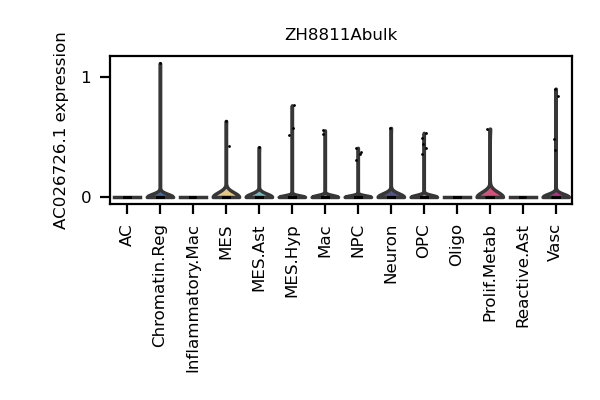 ZH8811Abulk
AC026726.1 expression
1
0
AC
Chromatin.Reg
Inflammatory.Mac
MES
MES.Ast
MES.Hyp
Mac
NPC
Neuron
OPC
Oligo
Prolif.Metab
Reactive.Ast
Vasc